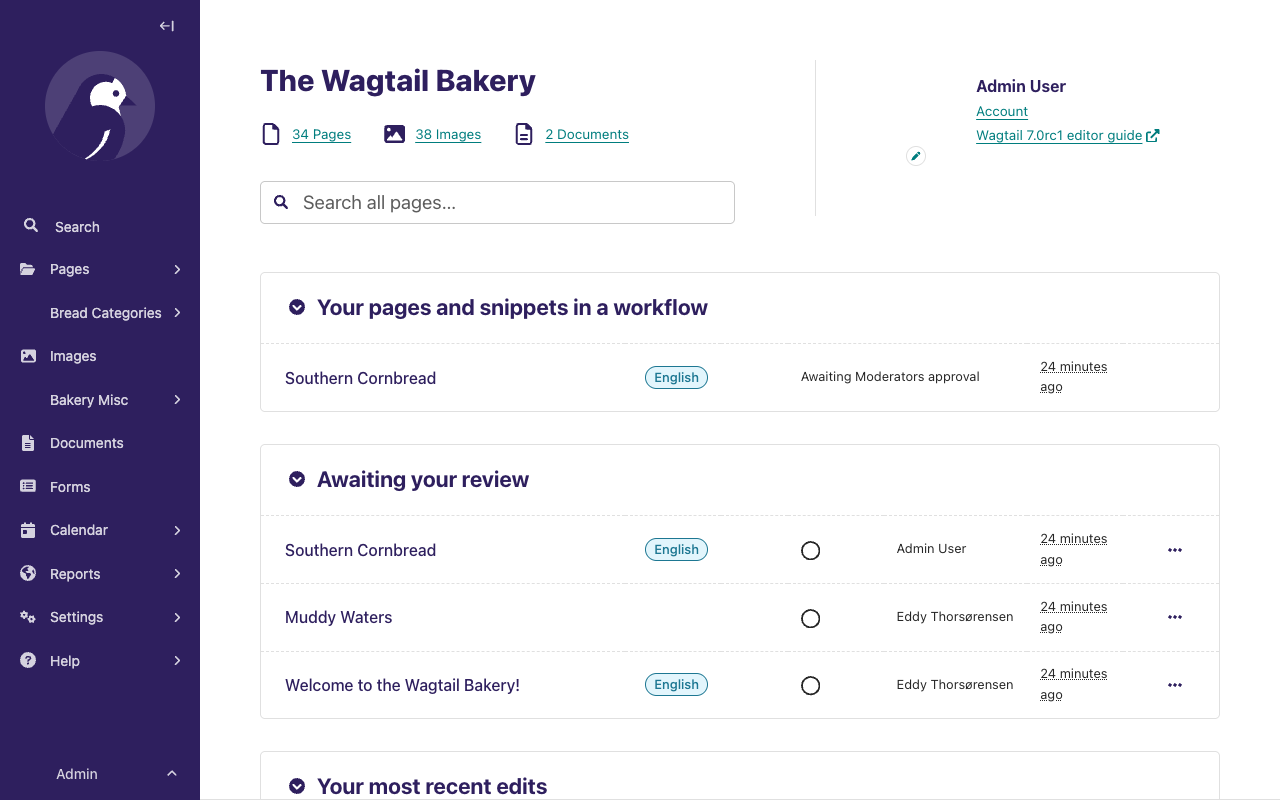 The Wagtail Bakery
34 Pages
38 Images
2 Documents
Search all pages...
Admin User
Account
Wagtail 7.0rc1 editor guide
Search
Pages
Bread Categories
Images
Bakery Misc
Documents
Forms
Calendar
Reports
Settings
Help
Admin
Your pages and snippets in a workflow
Southern Cornbread
English
Awaiting Moderators approval
24 minutes
ago
Awaiting your review
Southern Cornbread
English
Admin User
24 minutes
ago
Muddy Waters
Eddy Thorsørensen
24 minutes
ago
Welcome to the Wagtail Bakery!
English
Eddy Thorsørensen
24 minutes
ago
Your most recent edits